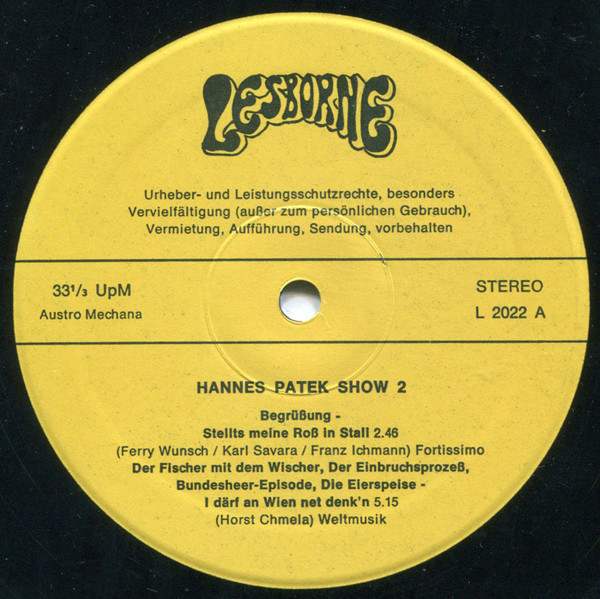 LESBORNE
Urheber- und Leistungsschutzrechte, besonders
Vervielfältigung (außer zum persönlichen Gebrauch),
Vermietung, Aufführung, Sendung, vorbehalten
33¹/₃ UpM
Austro Mechana
STEREO
L 2022 A
HANNES PATEK SHOW 2
Begrüßung -
Stellts meine Roß in Stall 2.46
(Ferry Wunsch / Karl Savara / Franz Ichmann) Fortissimo
Der Fischer mit dem Wischer, Der Einbruchsprozeß,
Bundesheer-Episode, Die Eierspeise -
I därf an Wien net denk'n 5.15
(Horst Chmela) Weltmusik